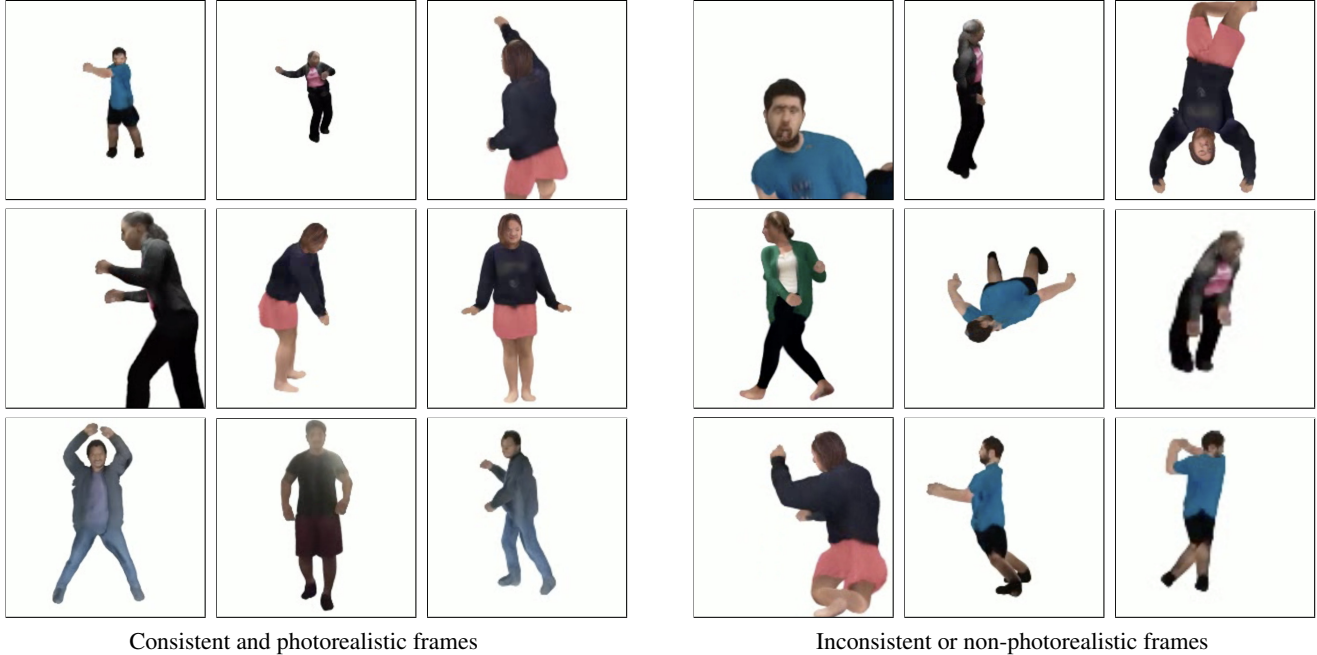 Consistent and photorealistic frames
Inconsistent or non-photorealistic frames